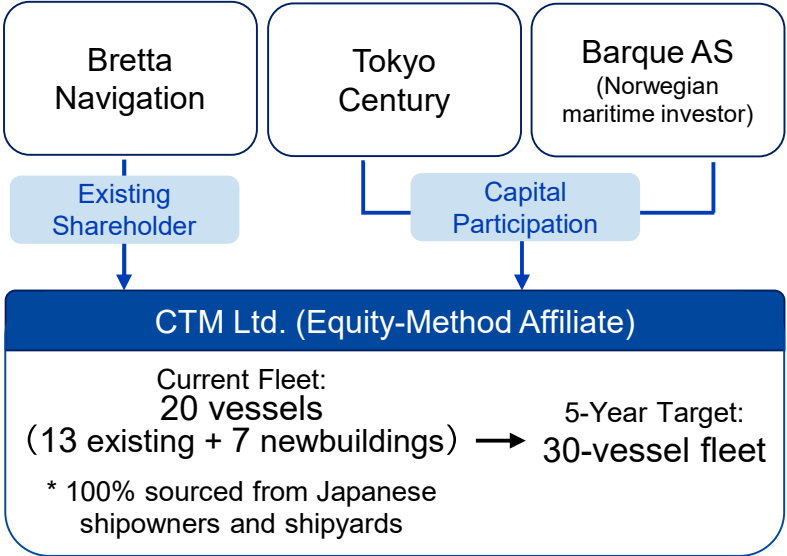 Bretta
Navigation
Tokyo
Century
Barque AS
(Norwegian
maritime investor)
Existing
Shareholder
Capital
Participation
CTM Ltd. (Equity-Method Affiliate)
Current Fleet:
20 vessels
（13 existing + 7 newbuildings）
* 100% sourced from Japanese
shipowners and shipyards
5-Year Target:
30-vessel fleet